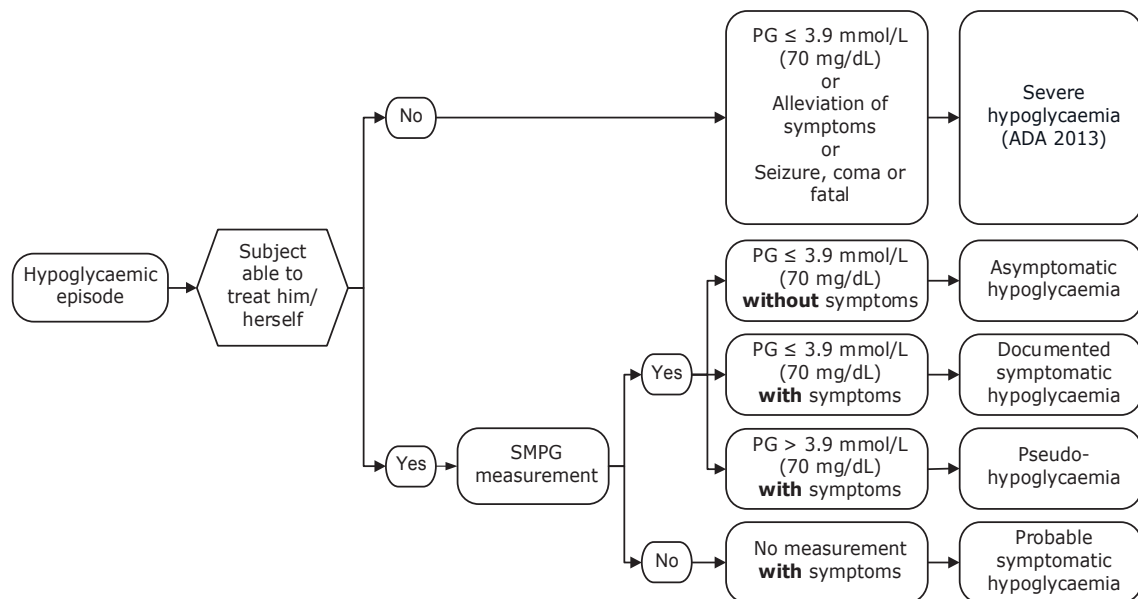 Hypoglycaemic
episode
Subject
able to
treat him/
herself
No
PG ≤ 3.9 mmol/L
(70 mg/dL)
or
Alleviation of
symptoms
or
Seizure, coma or
fatal
Severe
hypoglycaemia
(ADA 2013)
Yes
SMPG
measurement
Yes
PG ≤ 3.9 mmol/L
(70 mg/dL)
without symptoms
Asymptomatic
hypoglycaemia
PG ≤ 3.9 mmol/L
(70 mg/dL)
with symptoms
Documented
symptomatic
hypoglycaemia
PG > 3.9 mmol/L
(70 mg/dL)
with symptoms
Pseudo-
hypoglycaemia
No
No measurement
with symptoms
Probable
symptomatic
hypoglycaemia